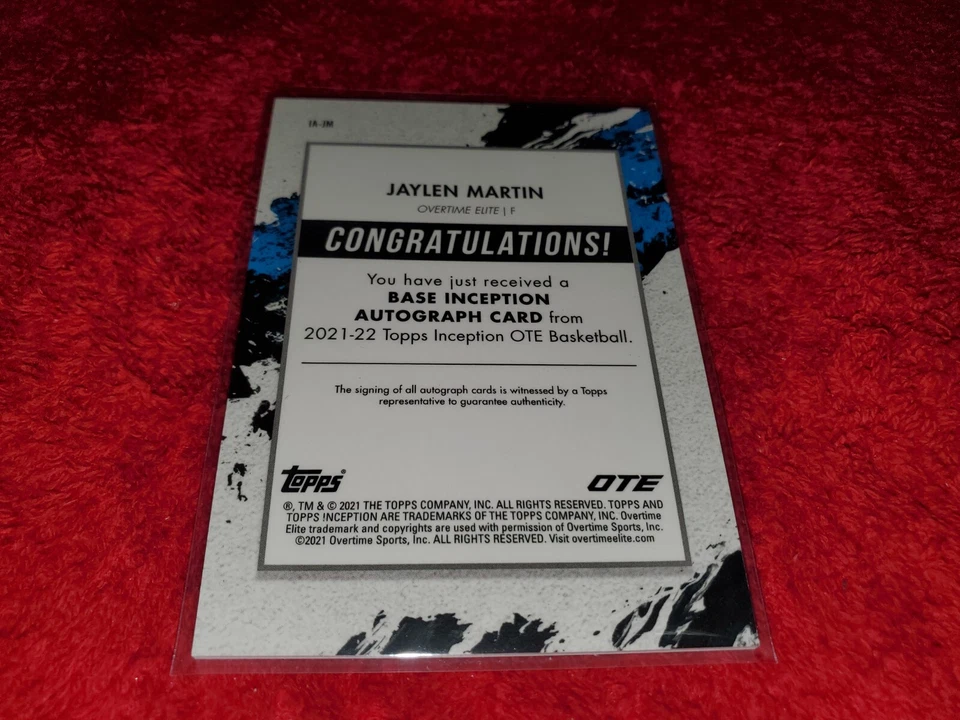 IA-JM
JAYLEN MARTIN
OVERTIME ELITE | F
CONGRATULATIONS!
You have just received a
BASE INCEPTION
AUTOGRAPH CARD from
2021-22 Topps Inception OTE Basketball.
The signing of all autograph cards is witnessed by a Topps
representative to guarantee authenticity.
topps®
OTE
®, TM & © 2021 THE TOPPS COMPANY, INC. ALL RIGHTS RESERVED. TOPPS AND
TOPPS !NCEPTION ARE TRADEMARKS OF THE TOPPS COMPANY, INC. Overtime
Elite trademark and copyrights are used with permission of Overtime Sports, Inc.
©2021 Overtime Sports, Inc. ALL RIGHTS RESERVED. Visit overtimeelite.com